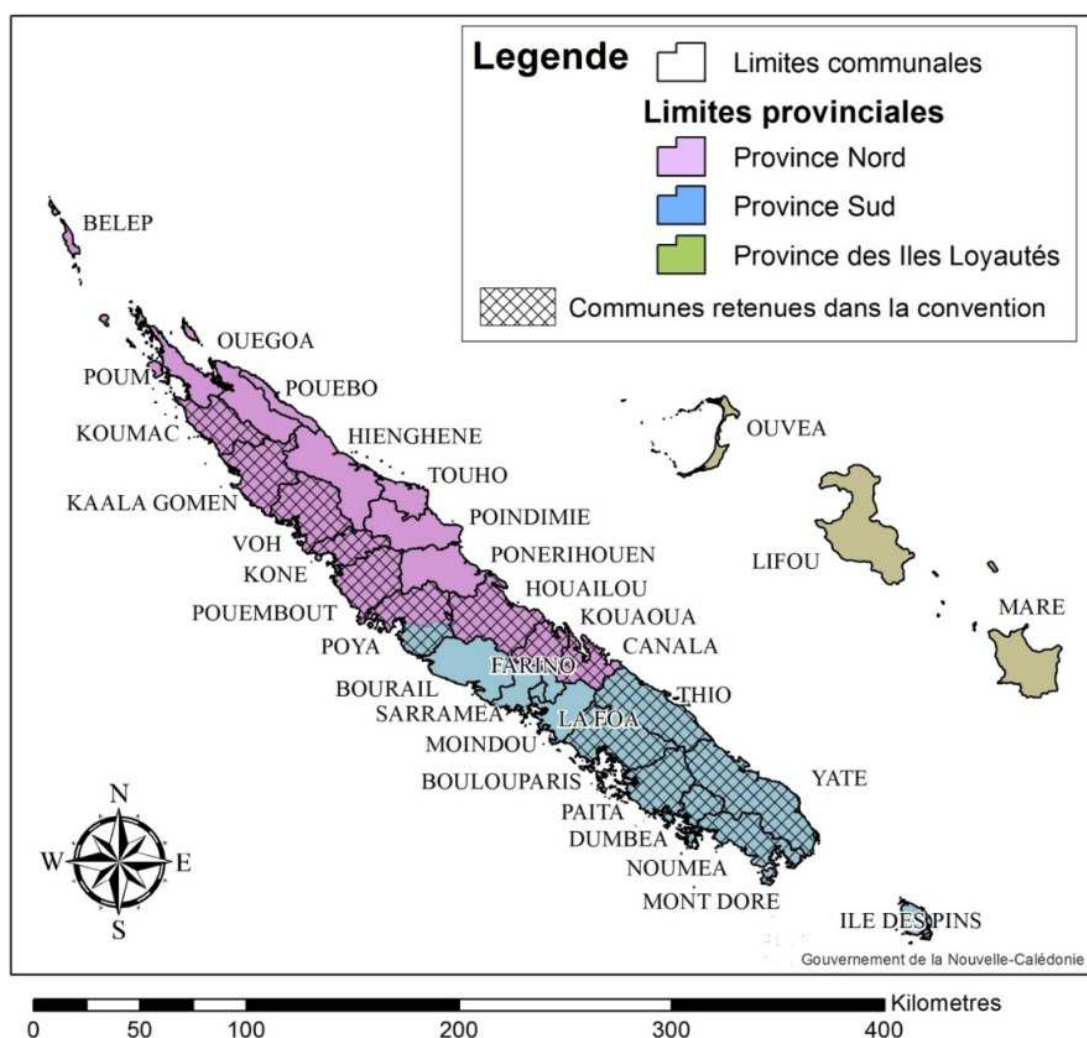 Legende
Limites communales
Limites provinciales
Province Nord
Province Sud
Province des Iles Loyautés
Communes retenues dans la convention
BELEP
OUEGOA
POUM
POUEBO
KOUMAC
HIENGHENE
OUVEA
TOUHO
KAALA GOMEN
POINDIMIE
VOH
PONERIHOUEN
LIFOU
KONE
HOUAILOU
POUEMBOUT
KOUAOUA
MARE
POYA
CANALA
FARINO
BOURAIL
THIO
SARRAMEA
LA FOA
MOINDOU
BOULOUPARIS
YATE
PAITA
DUMBEA
NOUMEA
MONT DORE
ILE DES PINS
N
W
E
S
Gouvernement de la Nouvelle-Calédonie
Kilometres
0 50 100 200 300 400